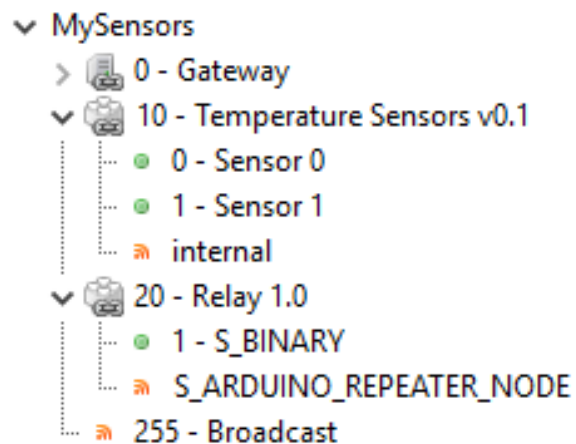 MySensors
0 - Gateway
10 - Temperature Sensors v0.1
0 - Sensor 0
1 - Sensor 1
internal
20 - Relay 1.0
1 - S_BINARY
S_ARDUINO_REPEATER_NODE
255 - Broadcast